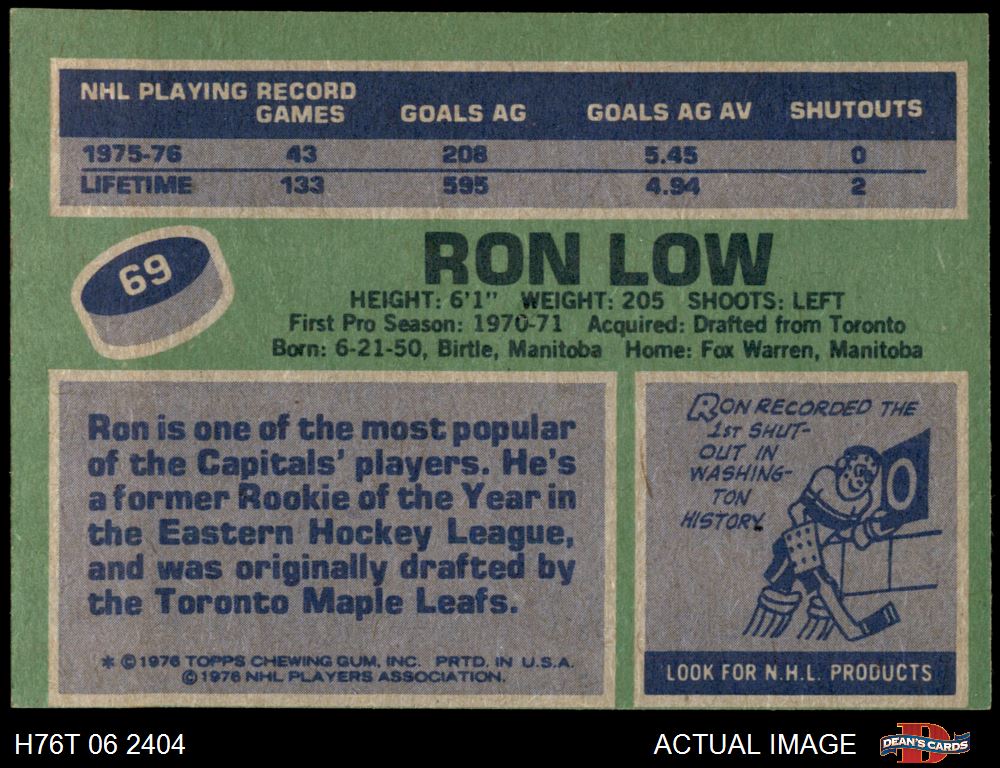 NHL PLAYING RECORD
GAMES GOALS AG GOALS AG AV SHUTOUTS
1975-76 43 208 5.45 0
LIFETIME 133 595 4.94 2
69
RON LOW
HEIGHT: 6'1" WEIGHT: 205 SHOOTS: LEFT
First Pro Season: 1970-71 Acquired: Drafted from Toronto
Born: 6-21-50, Birtle, Manitoba Home: Fox Warren, Manitoba
Ron is one of the most popular
of the Capitals' players. He's
a former Rookie of the Year in
the Eastern Hockey League,
and was originally drafted by
the Toronto Maple Leafs.
* © 1976 TOPPS CHEWING GUM, INC. PRTD. IN U.S.A.
© 1976 NHL PLAYERS ASSOCIATION.
RON RECORDED THE
1ST SHUT-
OUT IN
WASHING-
TON
HISTORY
0
LOOK FOR N.H.L. PRODUCTS
H76T 06 2404
ACTUAL IMAGE
DEAN'S CARDS